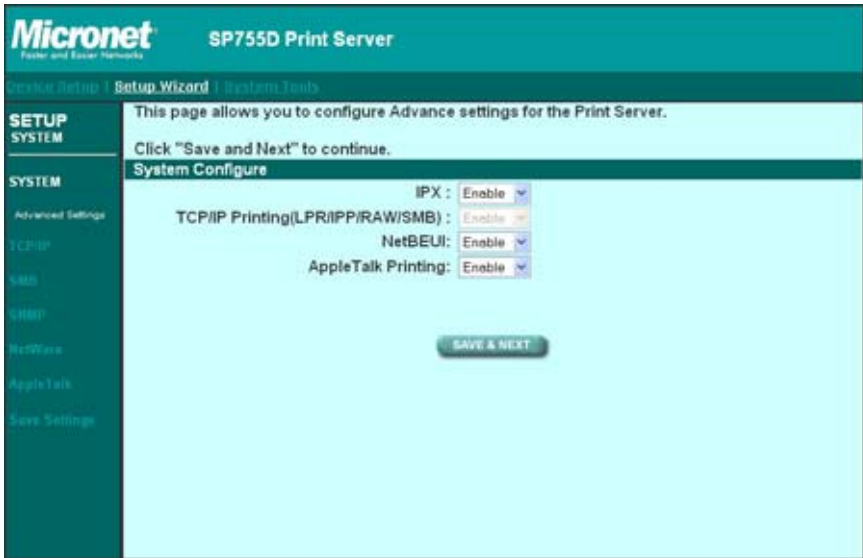 Micronet
Faster and Easier Networks
SP755D Print Server
Device Setup | Setup Wizard | System Tools
SETUP
SYSTEM
SYSTEM
Advanced Settings
TCP/IP
SMB
SNMP
NetWare
AppleTalk
Save Settings
This page allows you to configure Advance settings for the Print Server.
Click "Save and Next" to continue.
System Configure
IPX : Enable
TCP/IP Printing(LPR/IPP/RAW/SMB) : Enable
NetBEUI: Enable
AppleTalk Printing: Enable
SAVE & NEXT